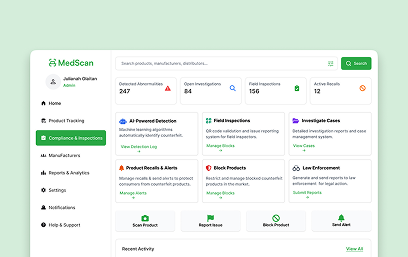 MedScan
Julianah Olaitan
Admin
Home
Product Tracking
Compliance & Inspections
Manufacturers
Reports & Analytics
Settings
Notifications
Help & Support
Search products, manufacturers, distributors...
Search
Detected Abnormalities
247
Open Investigations
84
Field Inspections
156
Active Recalls
12
AI-Powered Detection
Machine learning algorithms
automatically identify counterfeit.
View Detection Log
Field Inspections
QR code validation and issue reporting
system for field inspectors.
Manage Blocks
Investigate Cases
Detailed investigation reports and case
management system.
View Cases
Product Recalls & Alerts
Manage recalls & send alerts to protect
consumers from counterfeit products.
Manage Alerts
Block Products
Restrict and manage blocked counterfeit
products in the market.
Manage Blocks
Law Enforcement
Generate and send reports to law
enforcement for legal action.
Submit Reports
Scan Product
Report Issue
Block Product
Send Alert
Recent Activity
View All